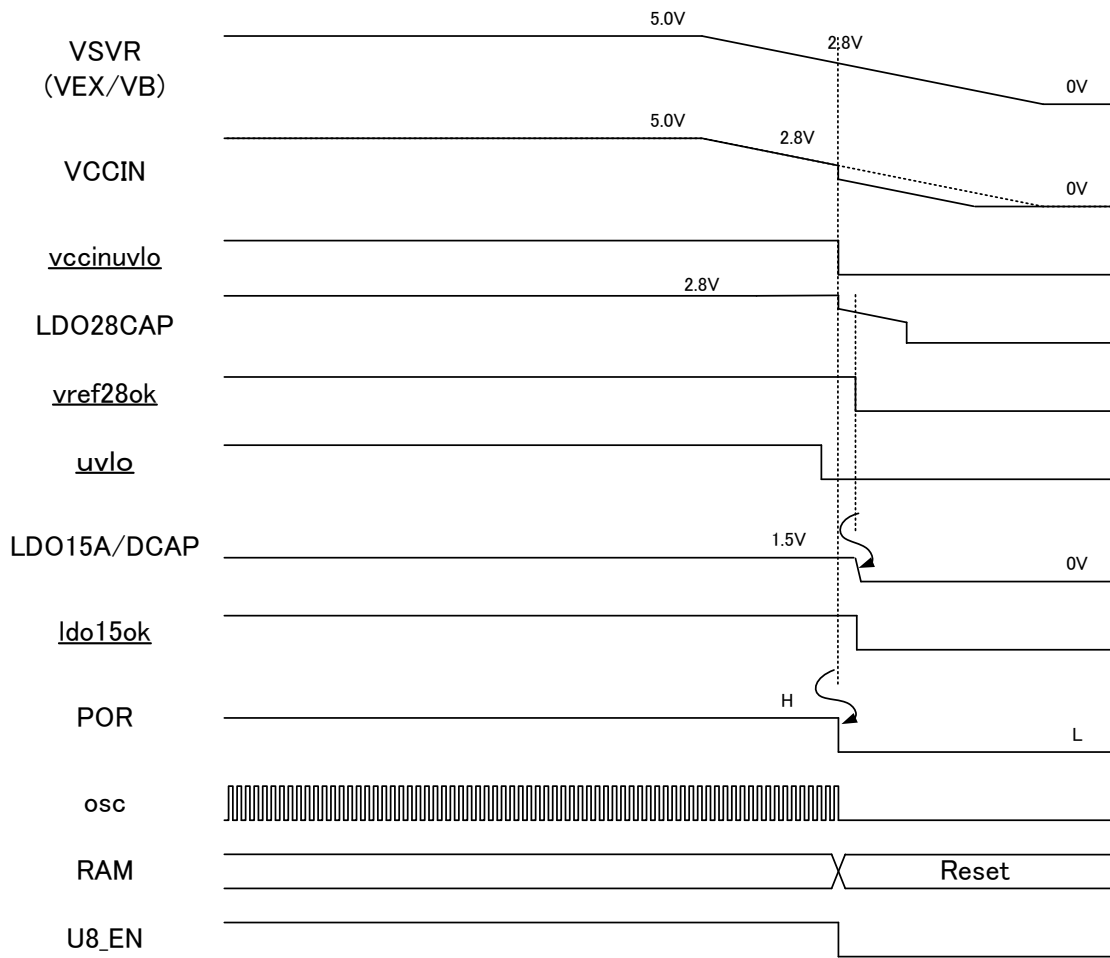 5.0V
2.8V
VSVR
(VEX/VB)
0V
5.0V
2.8V
VCCIN
0V
vccinuvlo
2.8V
LDO28CAP
vref28ok
uvlo
LDO15A/DCAP
1.5V
0V
ldo15ok
H
POR
L
osc
RAM
Reset
U8_EN